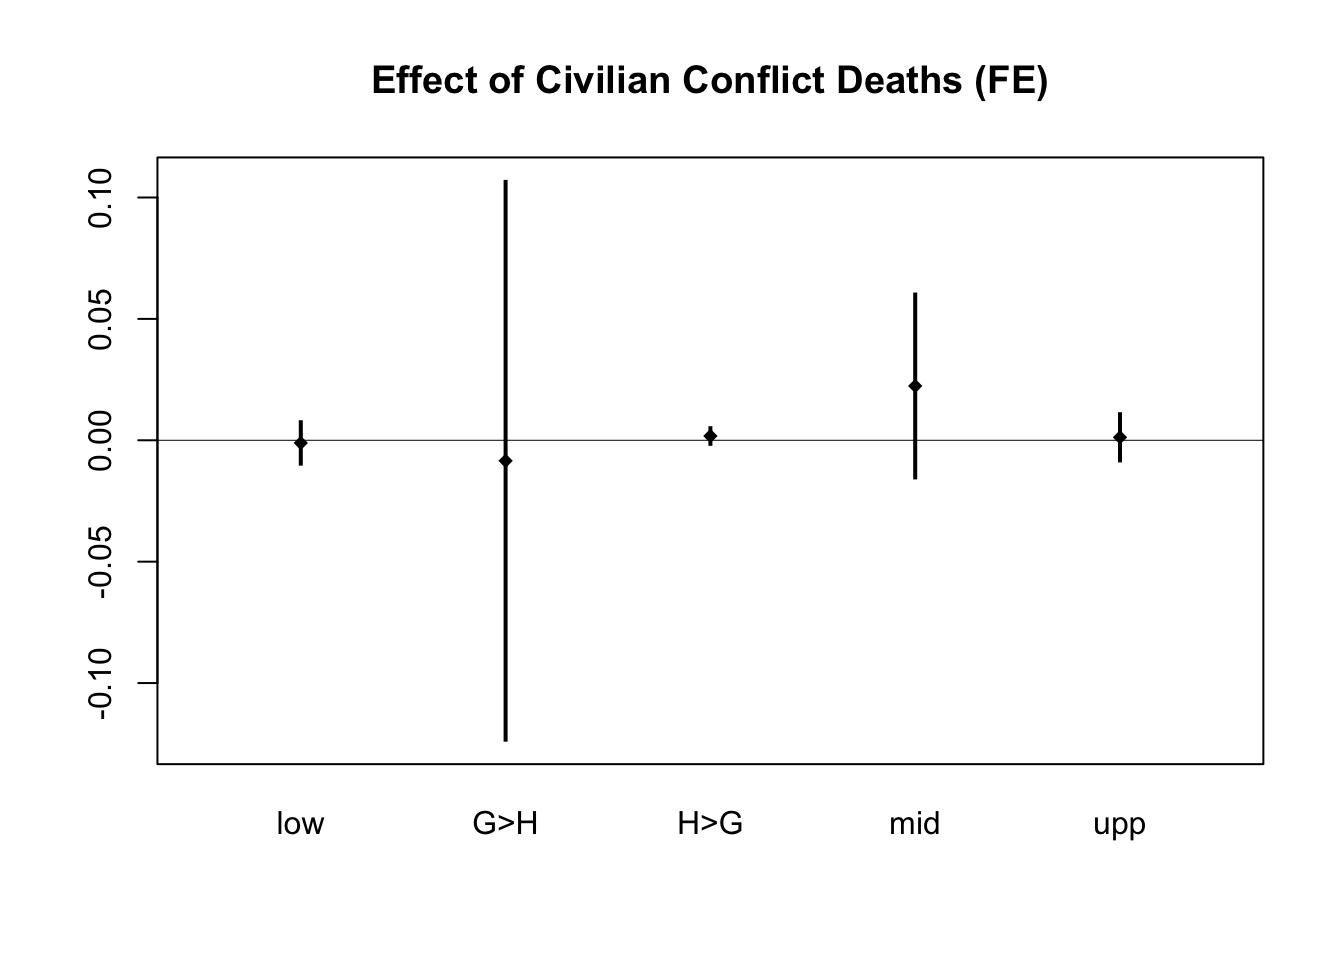 Effect of Civilian Conflict Deaths (FE)
0.10
0.05
0.00
-0.05
-0.10
low G>H H>G mid upp